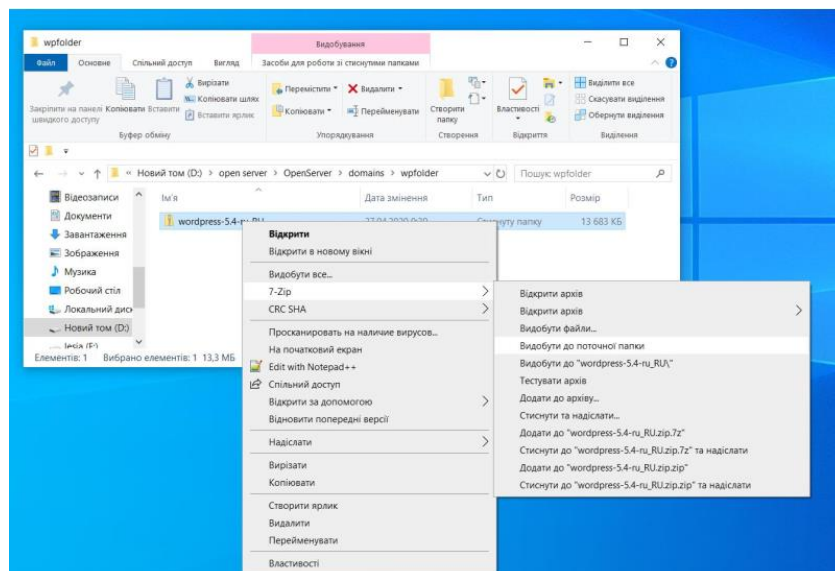 wpfolder
Видобування
Файл Основне Спільний доступ Вигляд Засоби для роботи зі стиснутими папками
Закріпити на панелі швидкого доступу
Копіювати
Вставити
Вирізати
Копіювати шлях
Вставити ярлик
Буфер обміну
Перемістити
Копіювати
Видалити
Перейменувати
Упорядкування
Створити папку
Створення
Властивості
Відкриття
Виділити все
Скасувати виділення
Обернути виділення
Виділення
« Новий том (D:) > open server > OpenServer > domains > wpfolder
Пошук: wpfolder
Відеозаписи
Документи
Завантаження
Зображення
Музика
Робочий стіл
Локальний диск
Новий том (D:)
lesia (F:)
Ім'я Дата змінення Тип Розмір
wordpress-5.4-ru_RU 27.04.2020 9:39 Стиснуту папку 13 683 КБ
Елементів: 1 Вибрано елементів: 1 13,3 МБ
Відкрити
Відкрити в новому вікні
Видобути все...
7-Zip
CRC SHA
Просканировать на наличие вирусов...
На початковий екран
Edit with Notepad++
Спільний доступ
Відкрити за допомогою
Відновити попередні версії
Надіслати
Вирізати
Копіювати
Створити ярлик
Видалити
Перейменувати
Властивості
Відкрити архів
Відкрити архів
Видобути файли...
Видобути до поточної папки
Видобути до "wordpress-5.4-ru_RU\"
Тестувати архів
Додати до архіву...
Стиснути та надіслати...
Додати до "wordpress-5.4-ru_RU.zip.7z"
Стиснути до "wordpress-5.4-ru_RU.zip.7z" та надіслати
Додати до "wordpress-5.4-ru_RU.zip.zip"
Стиснути до "wordpress-5.4-ru_RU.zip.zip" та надіслати